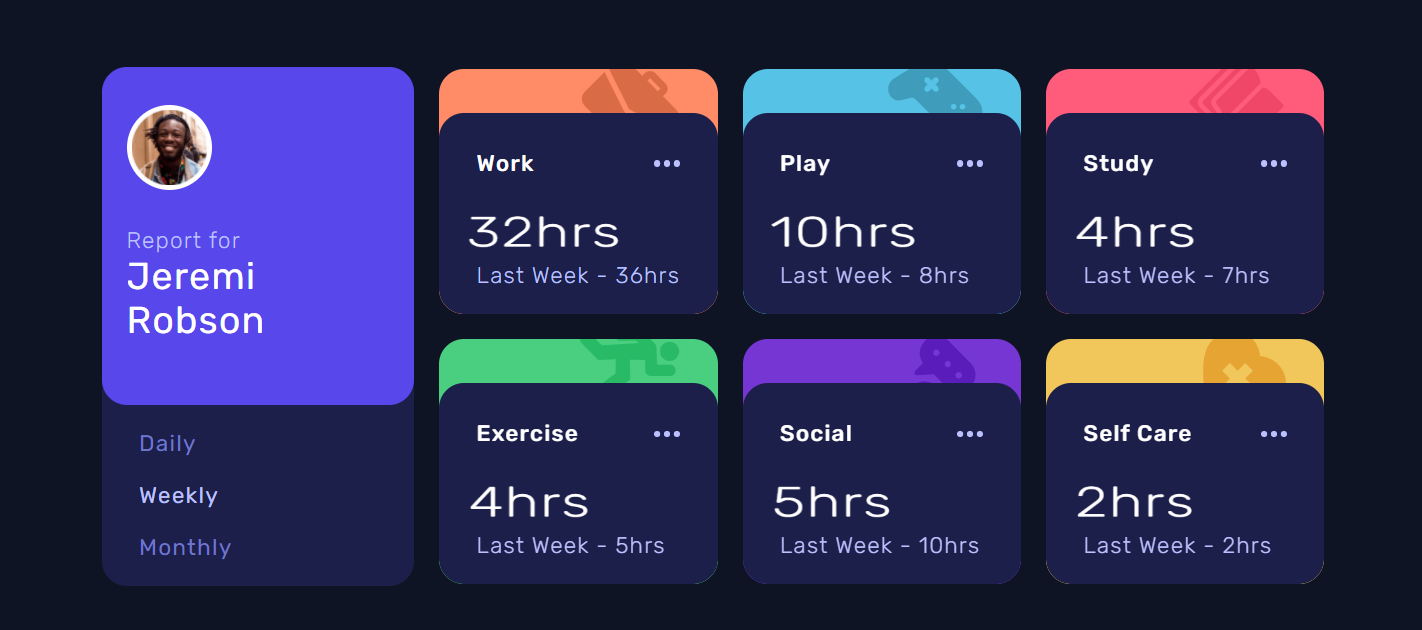 Report for
Jeremi
Robson
Daily
Weekly
Monthly
Work
32hrs
Last Week - 36hrs
Play
10hrs
Last Week - 8hrs
Study
4hrs
Last Week - 7hrs
Exercise
4hrs
Last Week - 5hrs
Social
5hrs
Last Week - 10hrs
Self Care
2hrs
Last Week - 2hrs